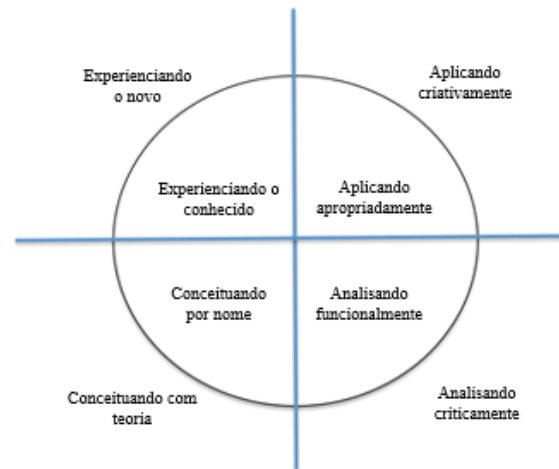 Experienciando
o novo
Aplicando
criativamente
Experienciando o
conhecido
Aplicando
apropriadamente
Conceituando
por nome
Analisando
funcionalmente
Conceituando com
teoria
Analisando
criticamente